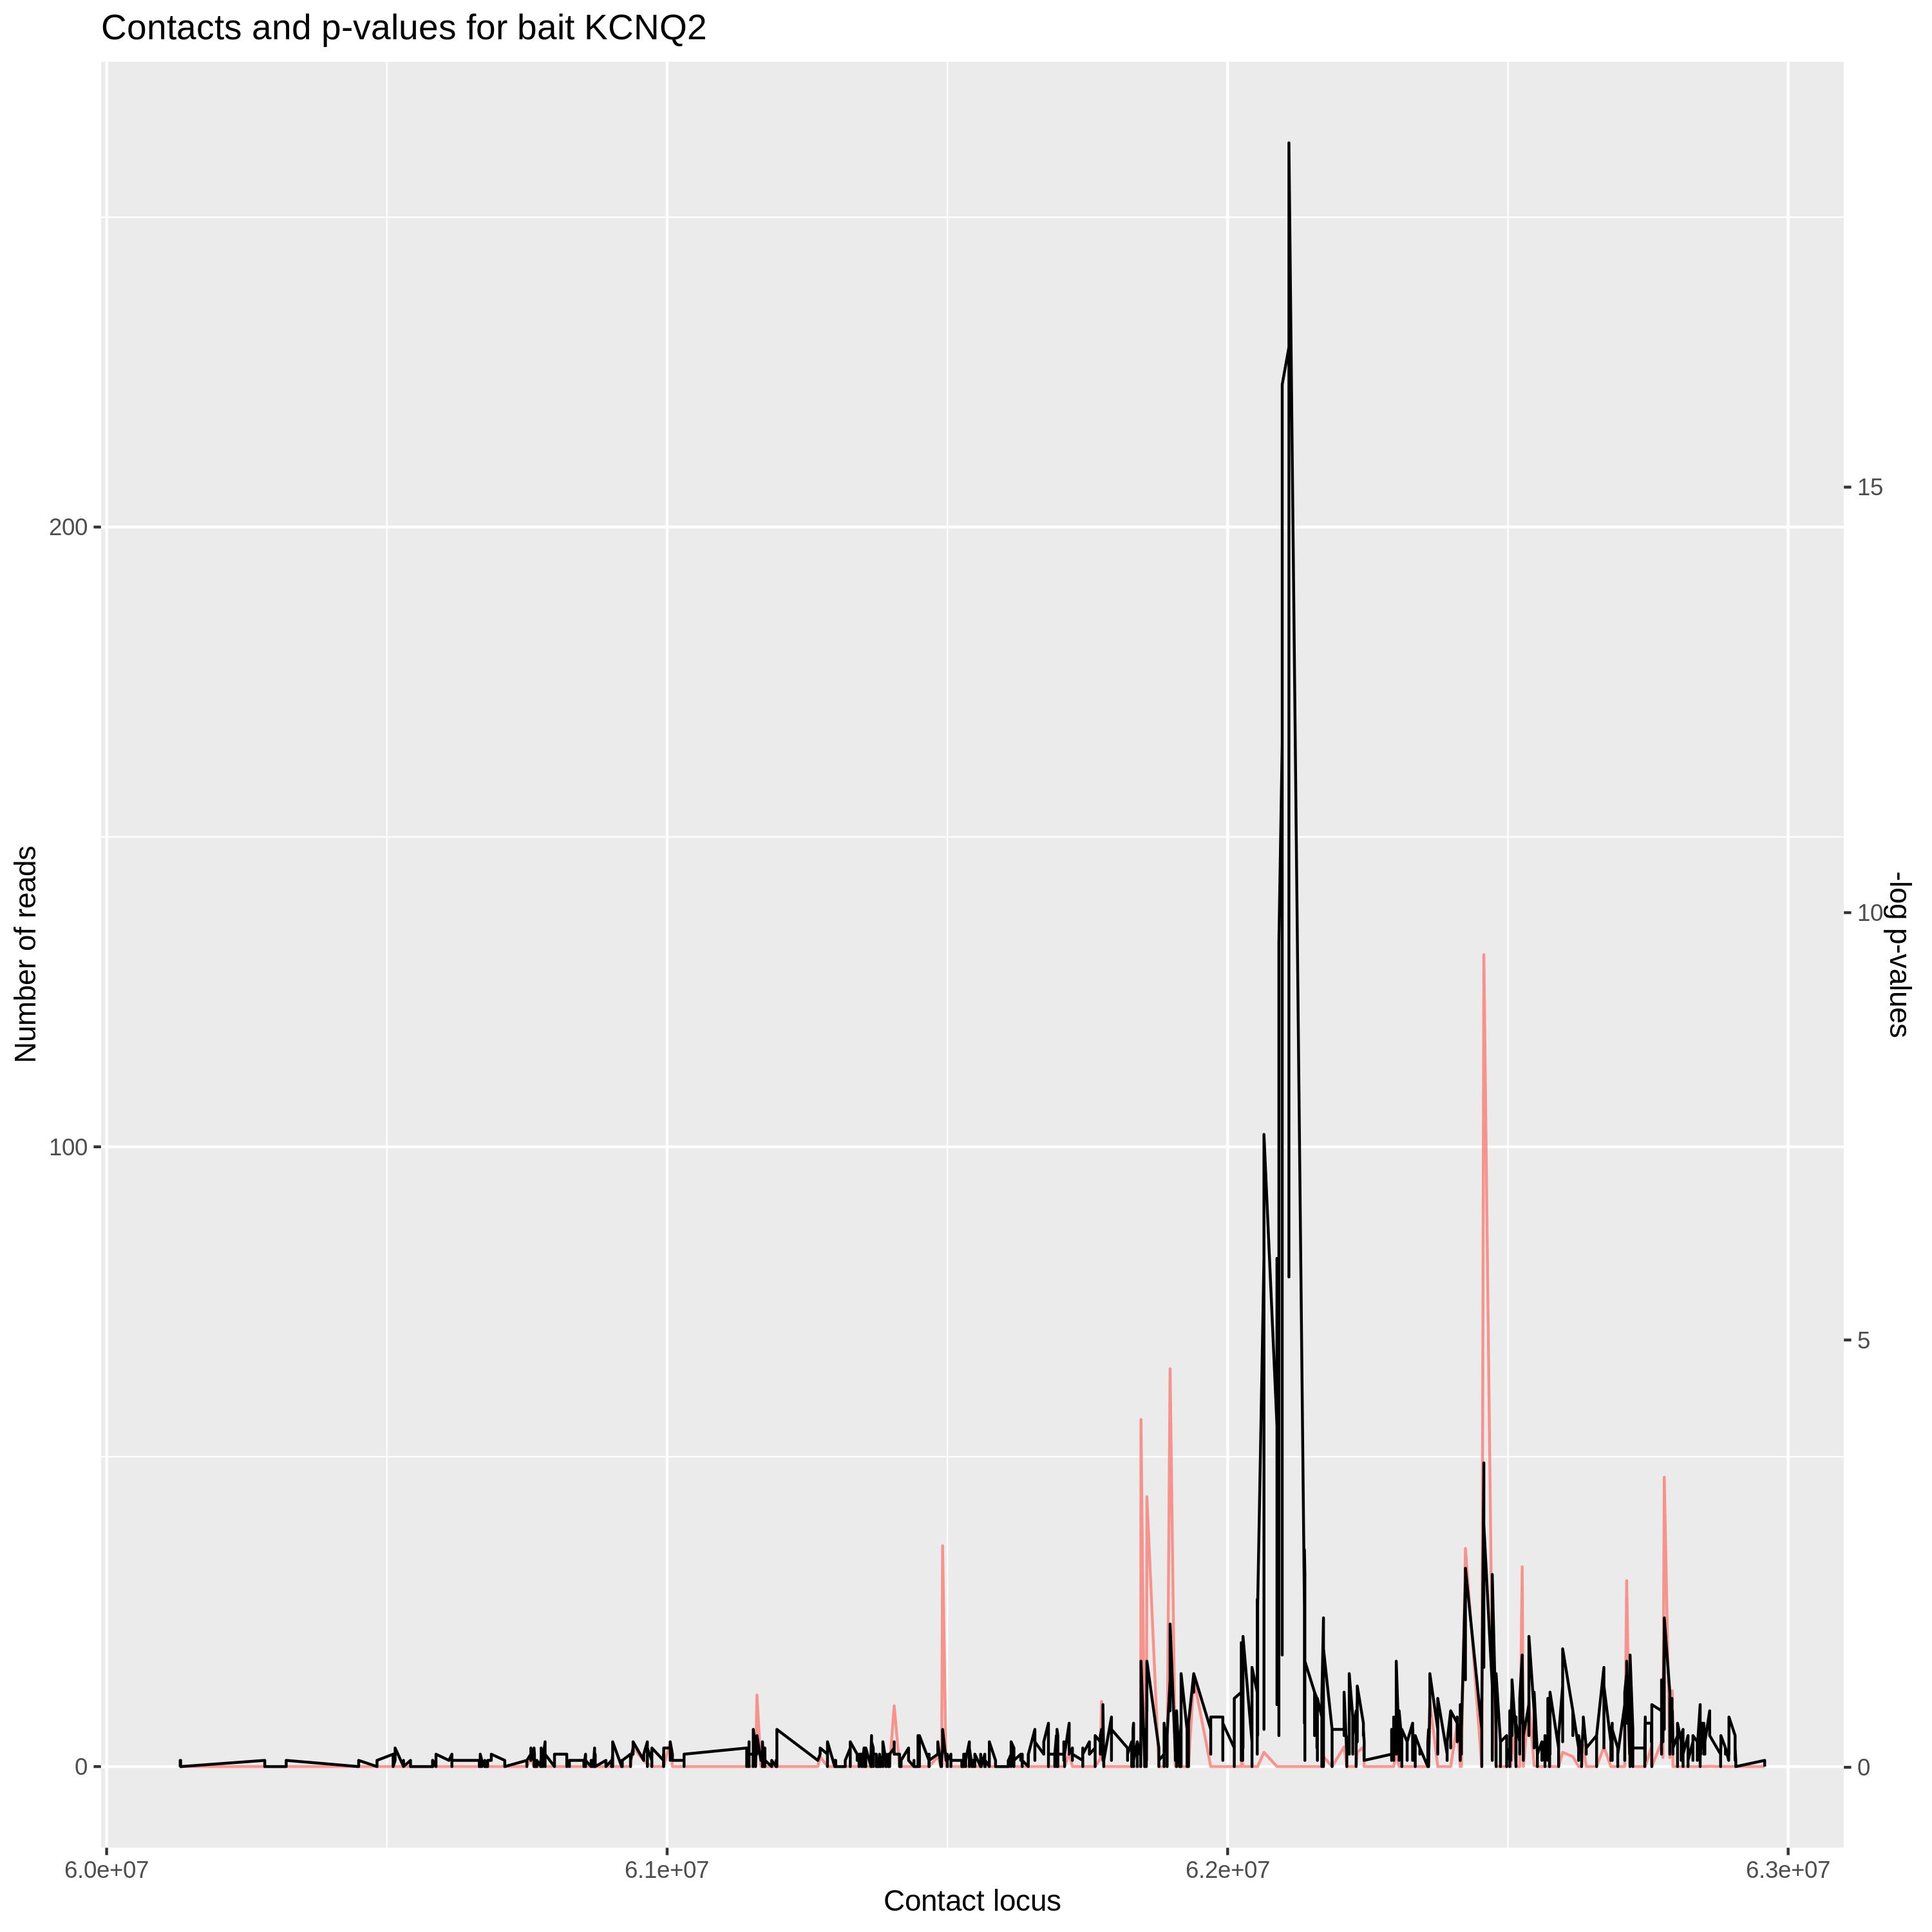 Contacts and p-values for bait KCNQ2
Number of reads
200
100
0
15
10
5
0
-log p-values
6.0e+07
6.1e+07
6.2e+07
6.3e+07
Contact locus